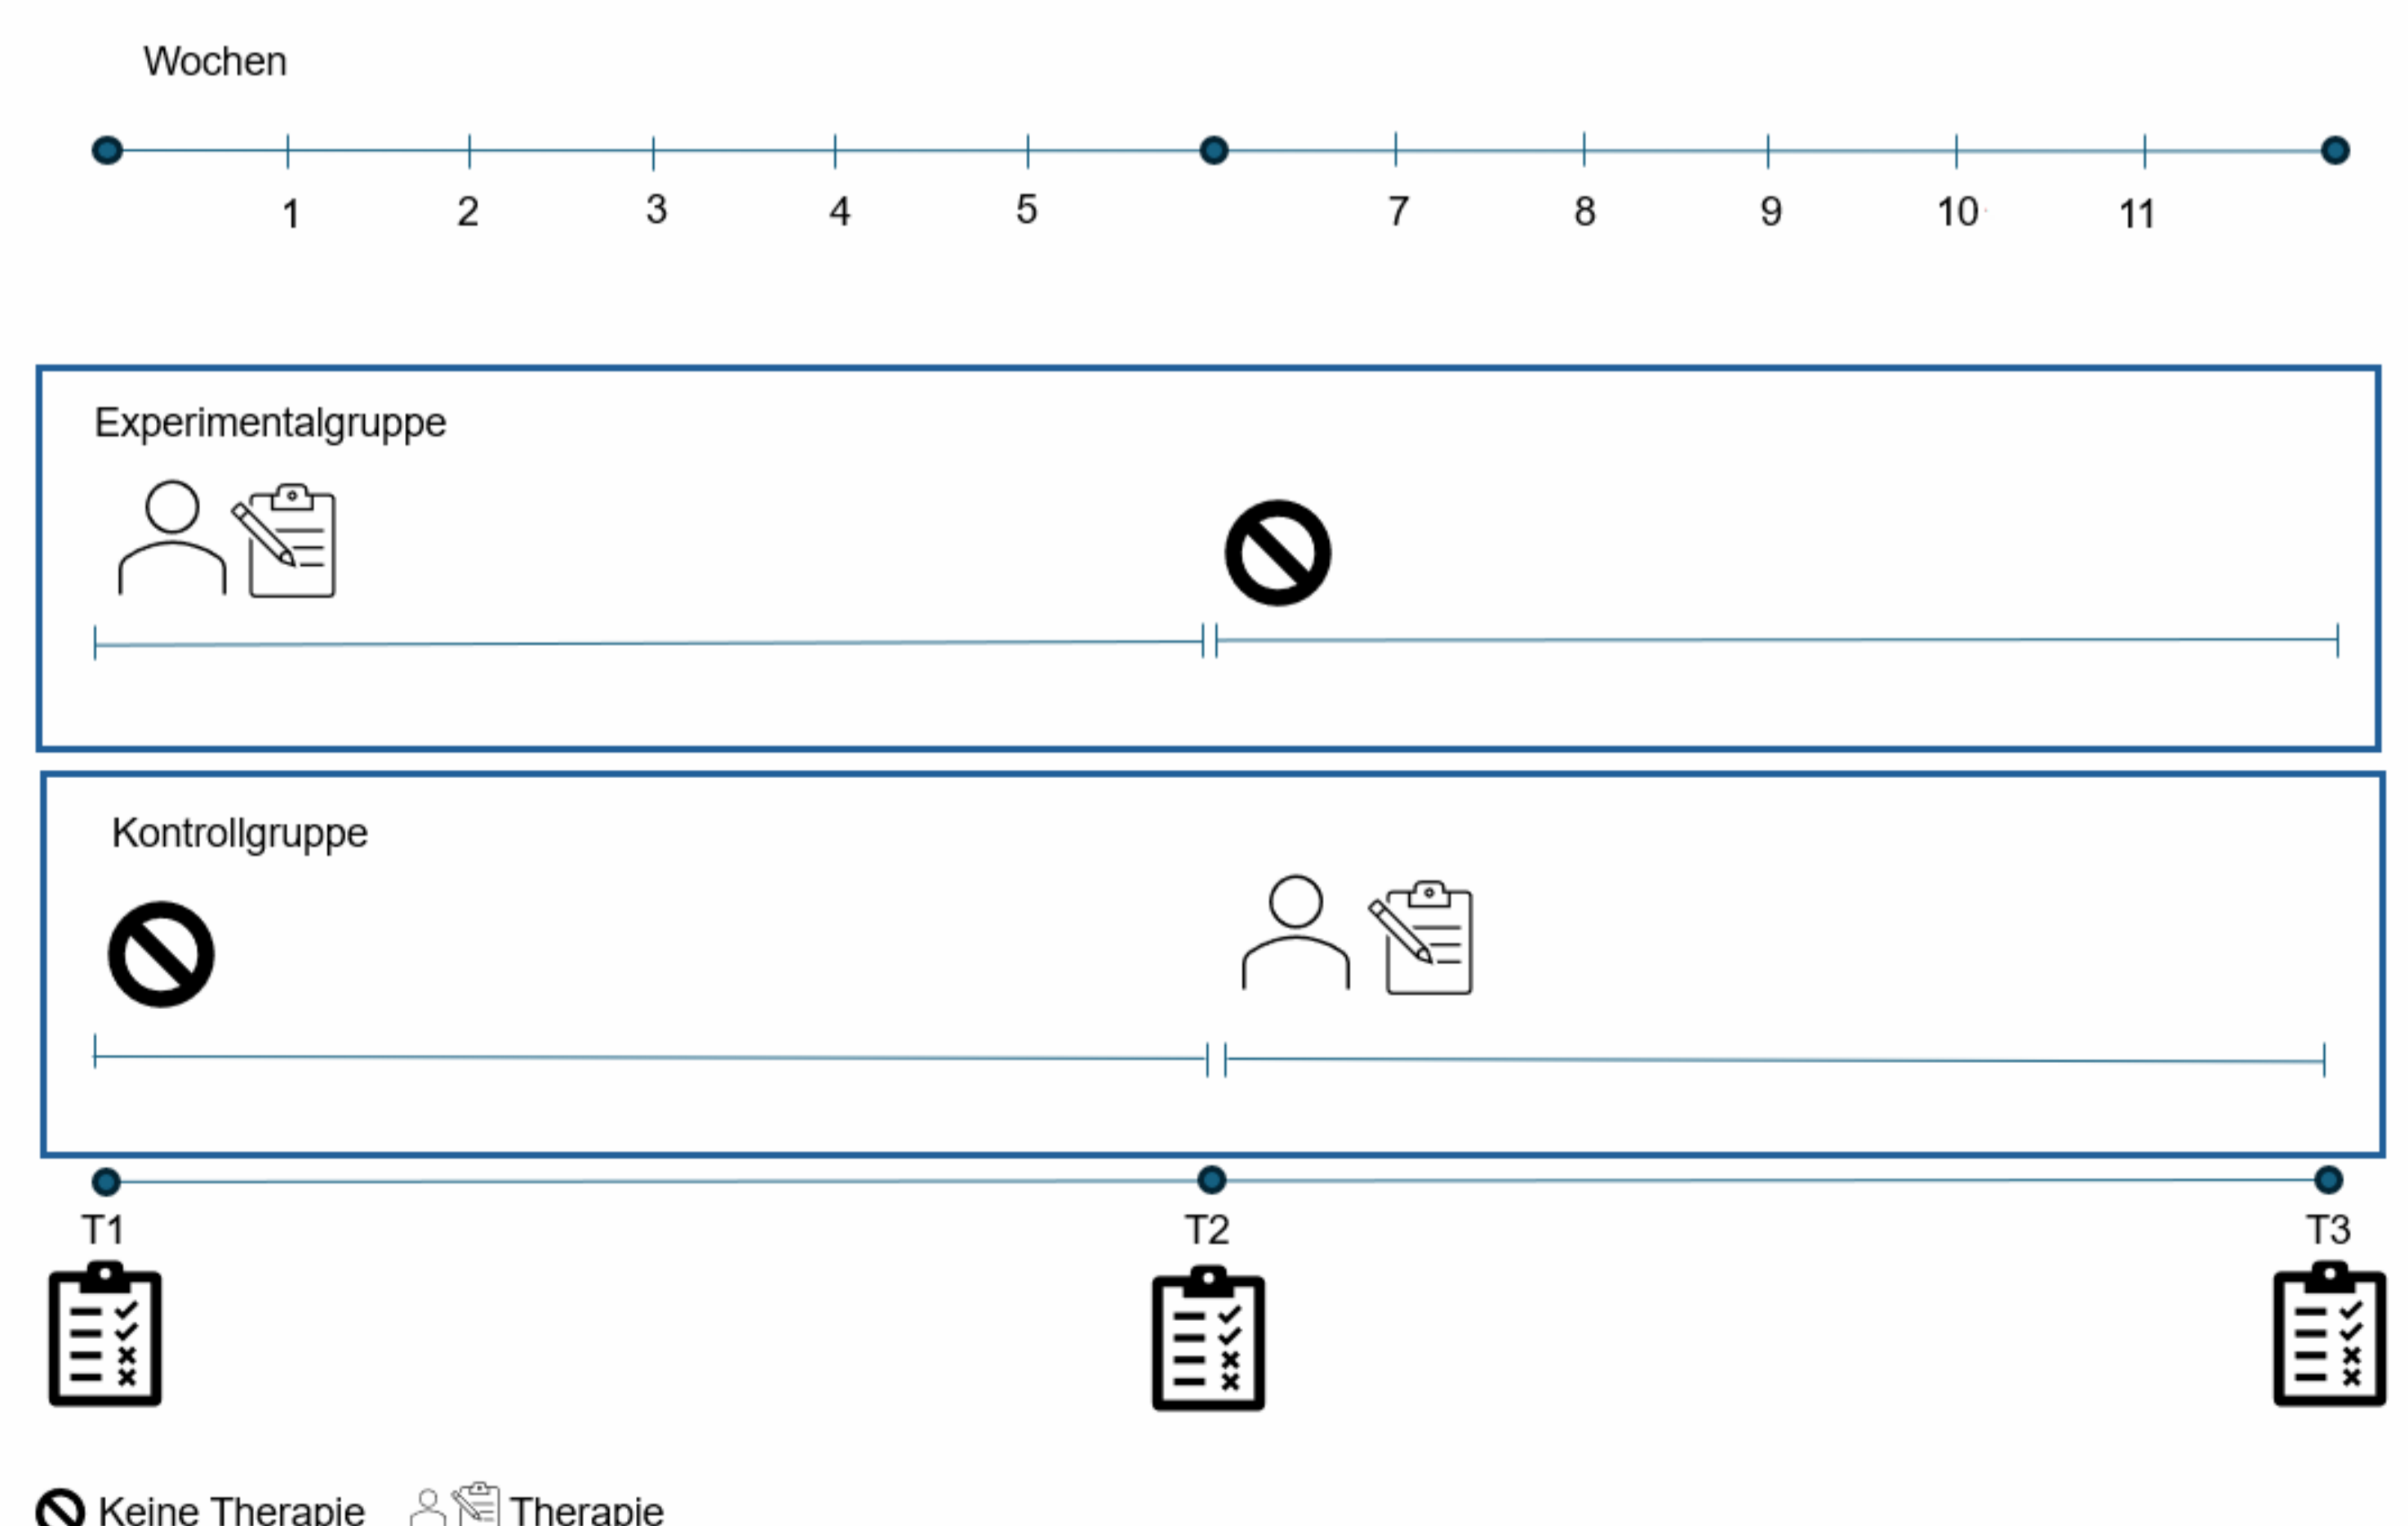 Wochen
1 2 3 4 5 7 8 9 10 11
Experimentalgruppe
Kontrollgruppe
T1 T2 T3
Keine Therapie Therapie